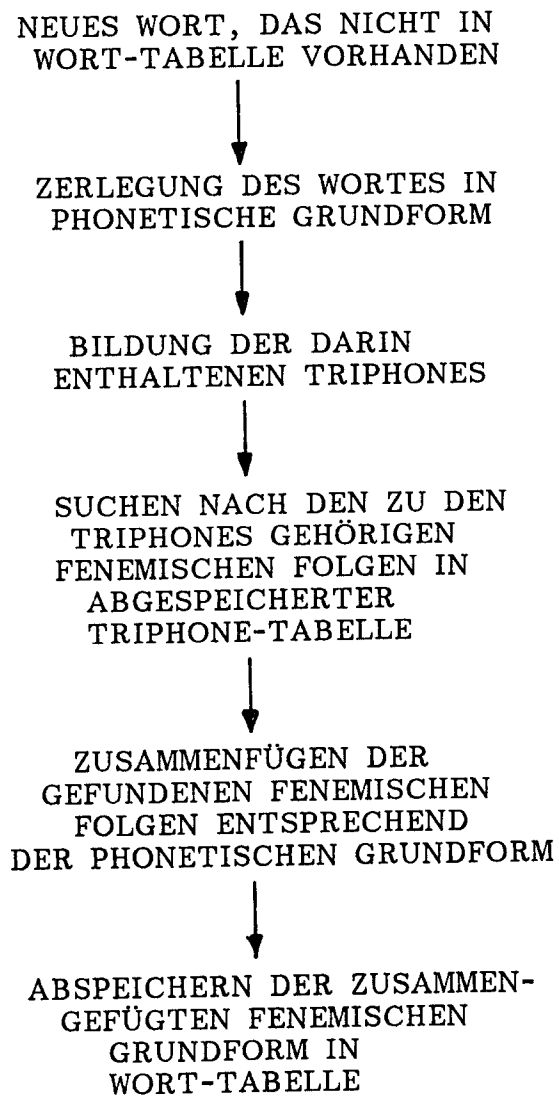 NEUES WORT, DAS NICHT IN
WORT-TABELLE VORHANDEN
ZERLEGUNG DES WORTES IN
PHONETISCHE GRUNDFORM
BILDUNG DER DARIN
ENTHALTENEN TRIPHONES
SUCHEN NACH DEN ZU DEN
TRIPHONES GEHÖRIGEN
FENEMISCHEN FOLGEN IN
ABGESPEICHERTER
TRIPHONE-TABELLE
ZUSAMMENFÜGEN DER
GEFUNDENEN FENEMISCHEN
FOLGEN ENTSPRECHEND
DER PHONETISCHEN GRUNDFORM
ABSPEICHERN DER ZUSAMMEN-
GEFÜGTEN FENEMISCHEN
GRUNDFORM IN
WORT-TABELLE